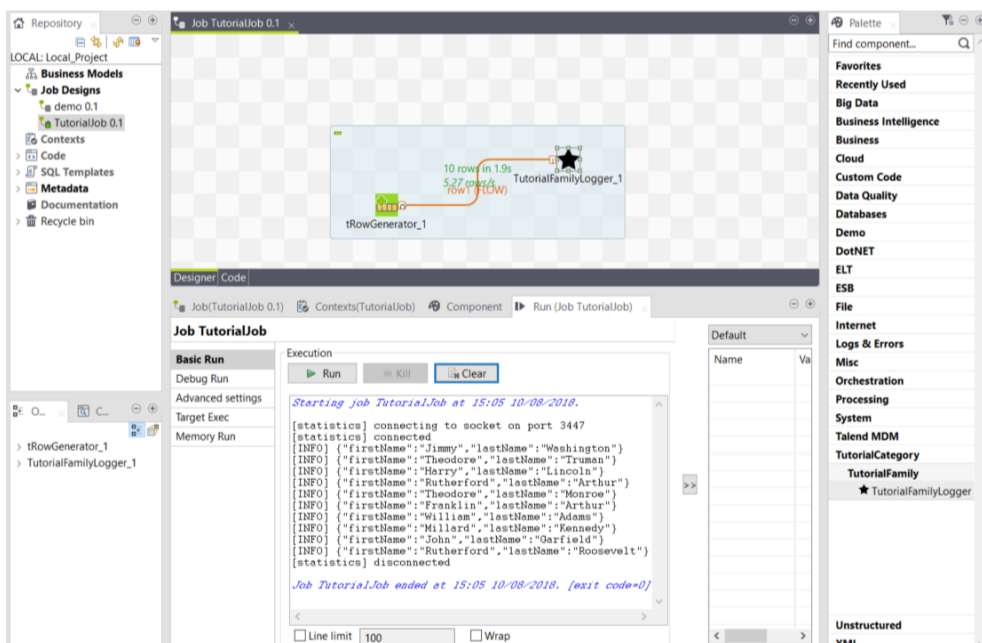 Repository
LOCAL: Local_Project
Business Models
Job Designs
demo 0.1
TutorialJob 0.1
Contexts
Code
SQL Templates
Metadata
Documentation
Recycle bin
O...
C...
tRowGenerator_1
TutorialFamilyLogger_1
Job TutorialJob 0.1
10 rows in 1.9s
5.27 rows/s
row1 (FLOW)
TutorialFamilyLogger_1
tRowGenerator_1
Designer
Code
Job(TutorialJob 0.1)
Contexts(TutorialJob)
Component
Run (Job TutorialJob)
Job TutorialJob
Basic Run
Debug Run
Advanced settings
Target Exec
Memory Run
Execution
Run
Kill
Clear
Starting job TutorialJob at 15:05 10/08/2018.
[statistics] connecting to socket on port 3447
[statistics] connected
[INFO] {"firstName":"Jimmy","lastName":"Washington"}
[INFO] {"firstName":"Theodore","lastName":"Truman"}
[INFO] {"firstName":"Harry","lastName":"Lincoln"}
[INFO] {"firstName":"Rutherford","lastName":"Arthur"}
[INFO] {"firstName":"Theodore","lastName":"Monroe"}
[INFO] {"firstName":"Franklin","lastName":"Arthur"}
[INFO] {"firstName":"William","lastName":"Adams"}
[INFO] {"firstName":"Millard","lastName":"Kennedy"}
[INFO] {"firstName":"John","lastName":"Garfield"}
[INFO] {"firstName":"Rutherford","lastName":"Roosevelt"}
[statistics] disconnected
Job TutorialJob ended at 15:05 10/08/2018. [exit code=0]
Line limit
100
Wrap
>>
Default
Name
Va
Palette
Find component...
Favorites
Recently Used
Big Data
Business Intelligence
Business
Cloud
Custom Code
Data Quality
Databases
Demo
DotNET
ELT
ESB
File
Internet
Logs & Errors
Misc
Orchestration
Processing
System
Talend MDM
TutorialCategory
TutorialFamily
TutorialFamilyLogger
Unstructured
XML